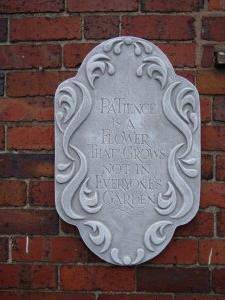 PATIENCE
IS A
FLOWER
THAT GROWS
NOT IN
EVERYONE'S
GARDEN